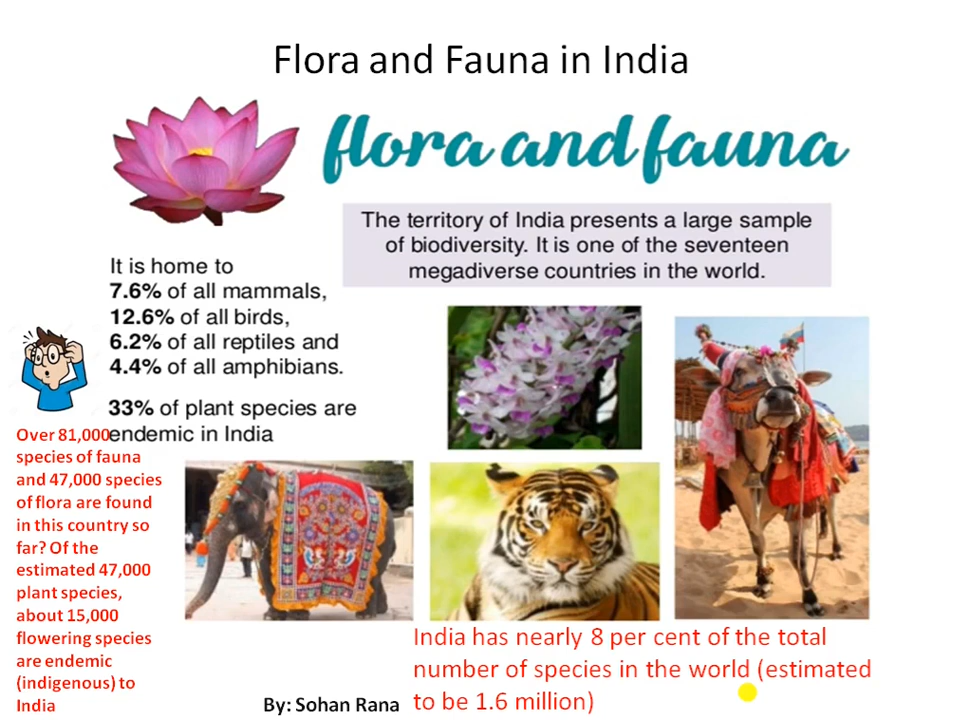 Flora and Fauna in India
flora and fauna
The territory of India presents a large sample
of biodiversity. It is one of the seventeen
megadiverse countries in the world.
It is home to
7.6% of all mammals,
12.6% of all birds,
6.2% of all reptiles and
4.4% of all amphibians.
33% of plant species are
endemic in India
Over 81,000
species of fauna
and 47,000 species
of flora are found
in this country so
far? Of the
estimated 47,000
plant species,
about 15,000
flowering species
are endemic
(indigenous) to
India
India has nearly 8 per cent of the total
number of species in the world (estimated
to be 1.6 million)
By: Sohan Rana